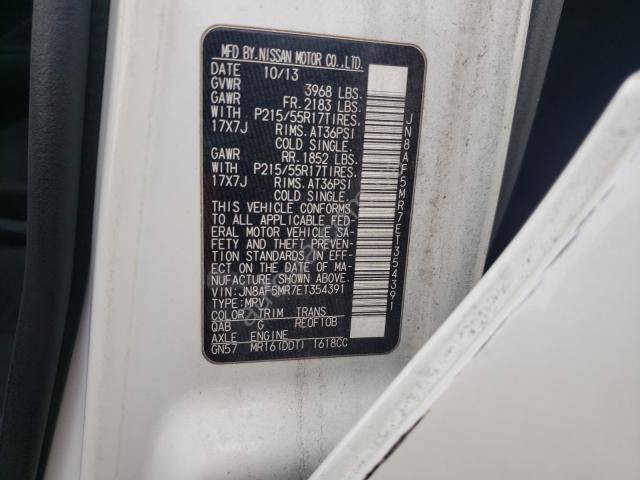 MFD BY.NISSAN MOTOR CO.,LTD.
DATE 10/13
GVWR 3968 LBS.
GAWR FR. 2183 LBS.
WITH P215/55R17TIRES.
17X7J RIMS. AT36PSI
COLD SINGLE.
GAWR RR. 1852 LBS.
WITH P215/55R17TIRES.
17X7J RIMS. AT36PSI
COLD SINGLE.
THIS VEHICLE CONFORMS
TO ALL APPLICABLE FED-
ERAL MOTOR VEHICLE SA-
FETY AND THEFT PREVEN-
TION STANDARDS IN EFF-
ECT ON THE DATE OF MA-
NUFACTURE SHOWN ABOVE.
VIN: JN8AF5MR7ET354391
TYPE:MPV
COLOR TRIM TRANS
QAB G RE0F10B
AXLE ENGINE
GN57 MR16(DDT) 1618CC
JN8AF5MR7ET354391